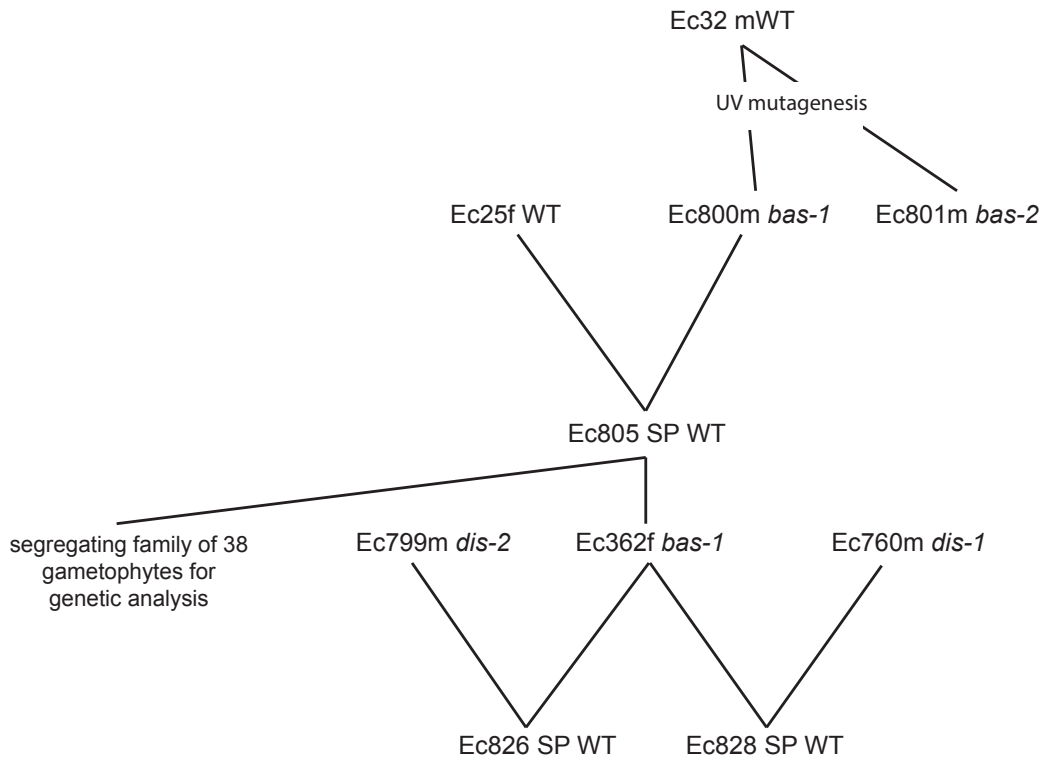 Ec32 mWT
UV mutagenesis
Ec25f WT
Ec800m bas-1
Ec801m bas-2
Ec805 SP WT
segregating family of 38
gametophytes for
genetic analysis
Ec799m dis-2
Ec362f bas-1
Ec760m dis-1
Ec826 SP WT
Ec828 SP WT